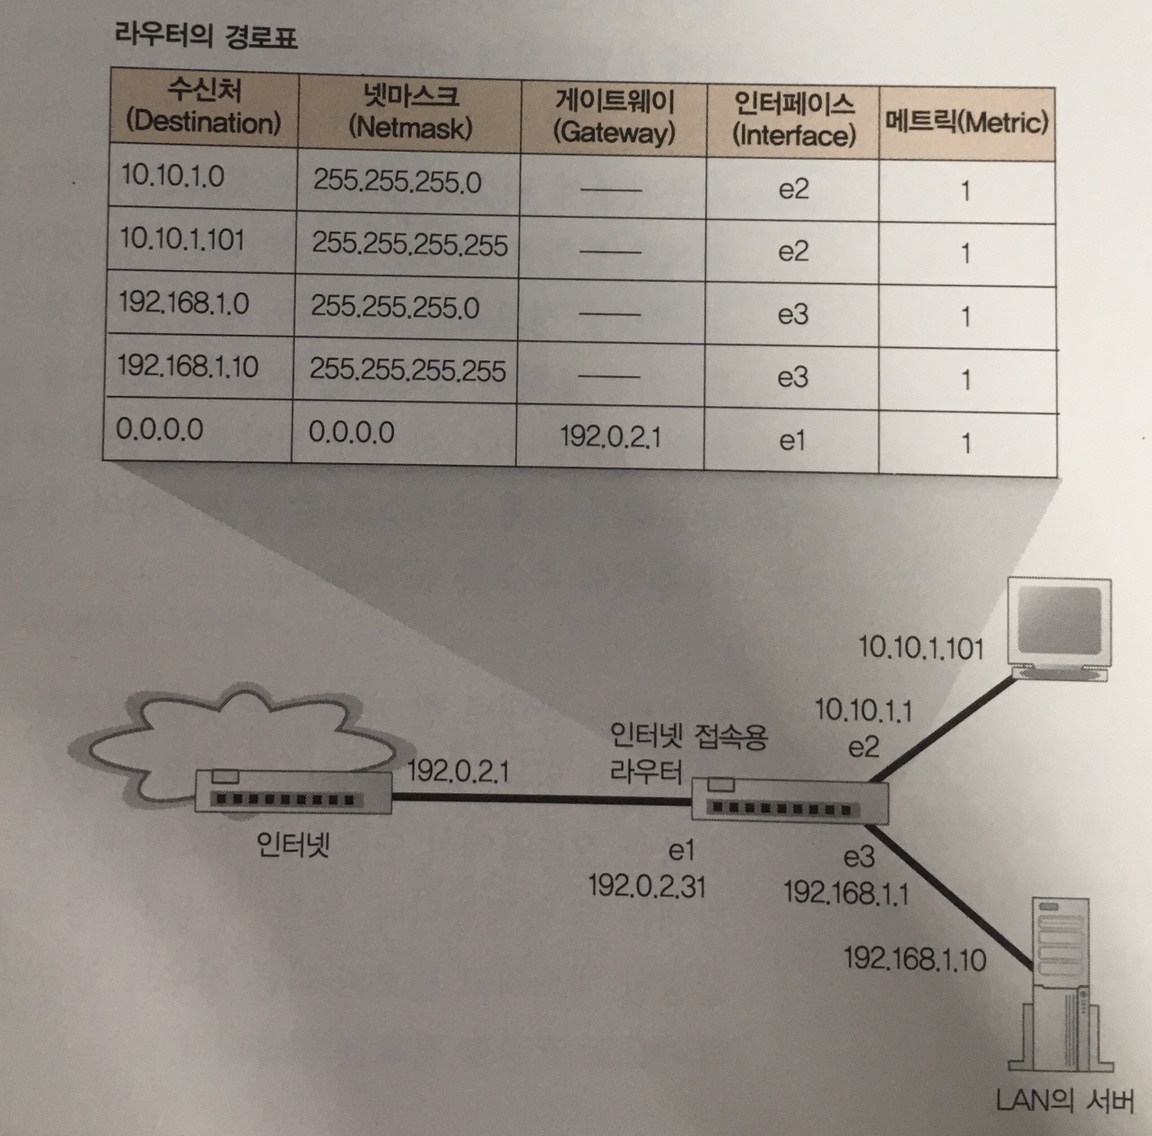 라우터의 경로표
수신처 넷마스크 게이트웨이 인터페이스 메트릭(Metric)
(Destination) (Netmask) (Gateway) (Interface)
10.10.1.0 255.255.255.0 —— e2 1
10.10.1.101 255.255.255.255 —— e2 1
192.168.1.0 255.255.255.0 —— e3 1
192.168.1.10 255.255.255.255 —— e3 1
0.0.0.0 0.0.0.0 192.0.2.1 e1 1
10.10.1.101
10.10.1.1
e2
인터넷 접속용
라우터
192.0.2.1
인터넷
e1
192.0.2.31
e3
192.168.1.1
192.168.1.10
LAN의 서버